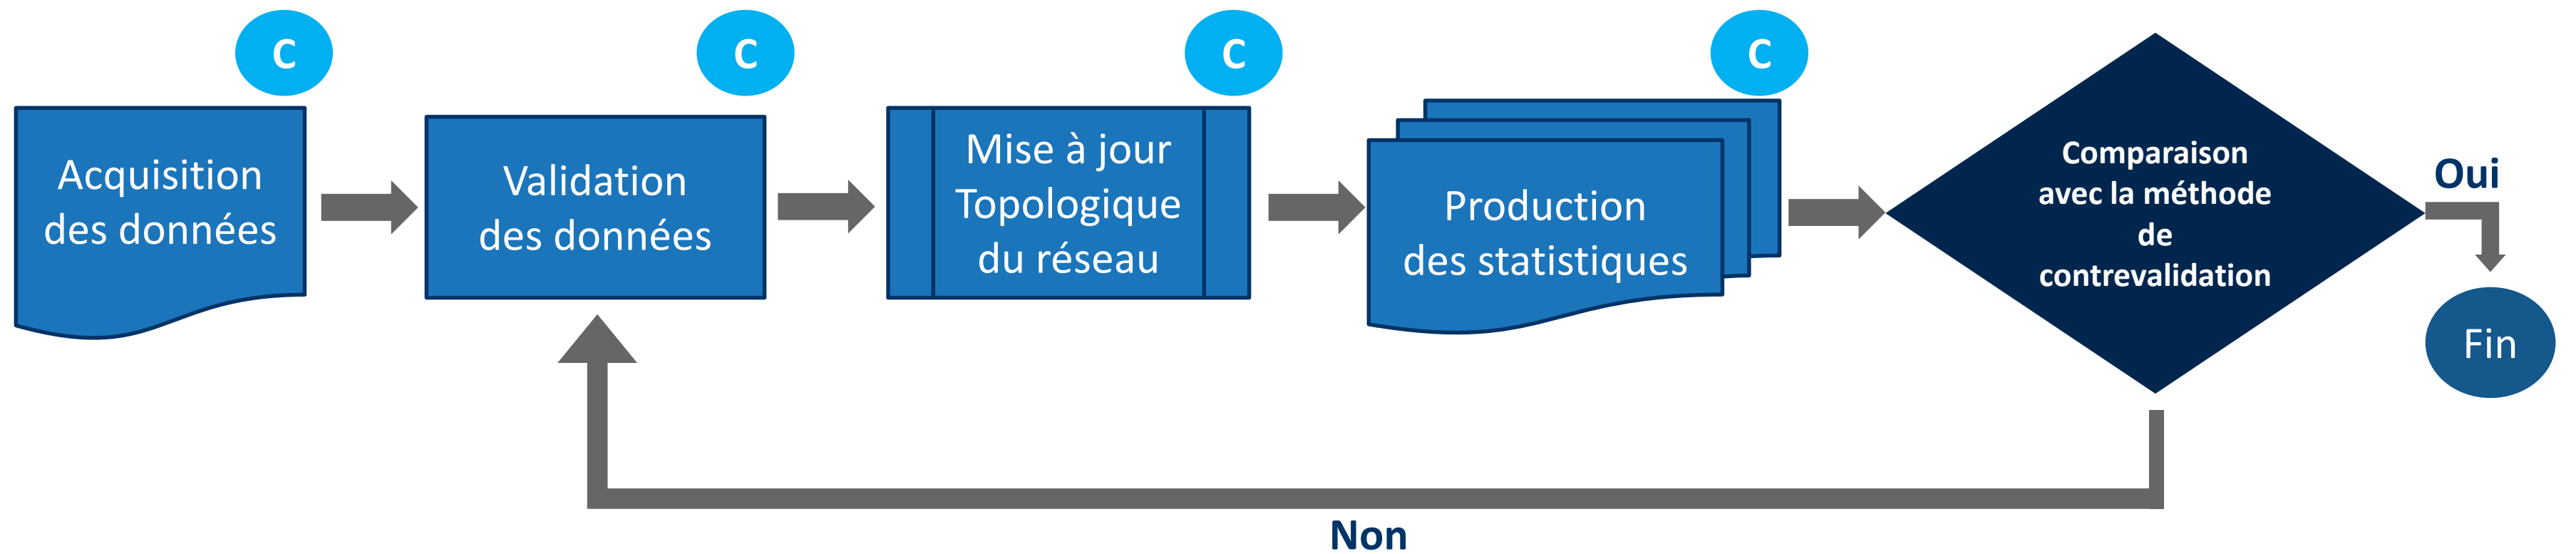 C
C
C
C
Acquisition
des données
Validation
des données
Mise à jour
Topologique
du réseau
Production
des statistiques
Comparaison
avec la méthode
de
contrevalidation
Oui
Fin
Non